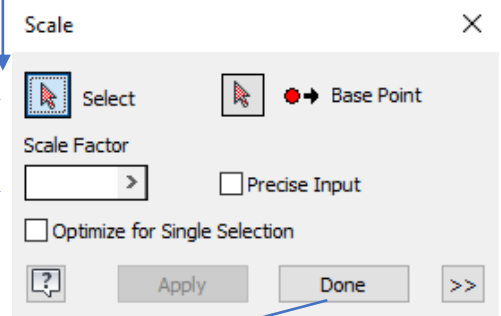 Scale
Select Base Point
Scale Factor
> Precise Input
Optimize for Single Selection
? Apply Done >>